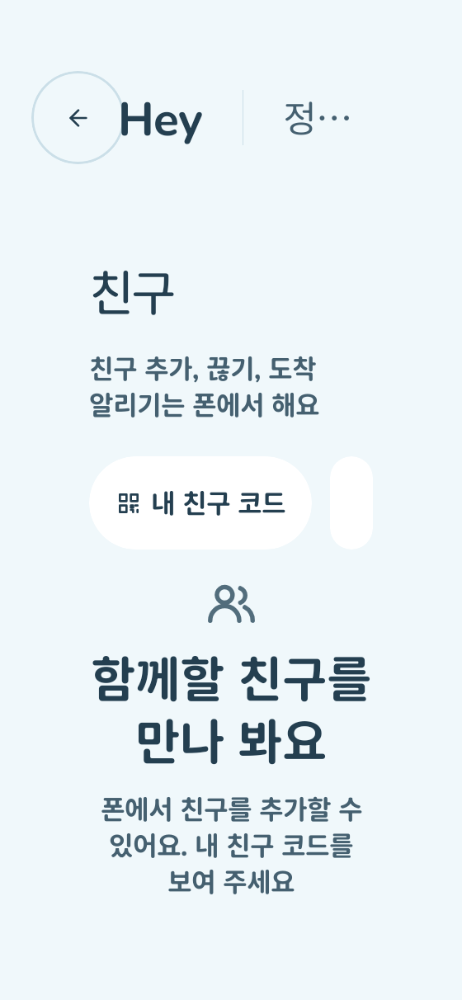 Hey
정…
친구
친구 추가, 끊기, 도착
알리기는 폰에서 해요
내 친구 코드
함께할 친구를
만나 봐요
폰에서 친구를 추가할 수
있어요. 내 친구 코드를
보여 주세요